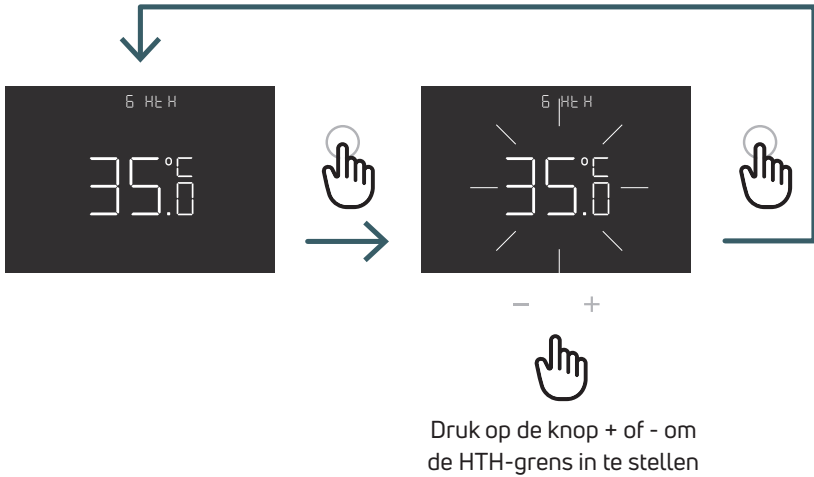 6 HtH
35.0°C
6 HtH
35.0°C
- +
Druk op de knop + of - om
de HTH-grens in te stellen